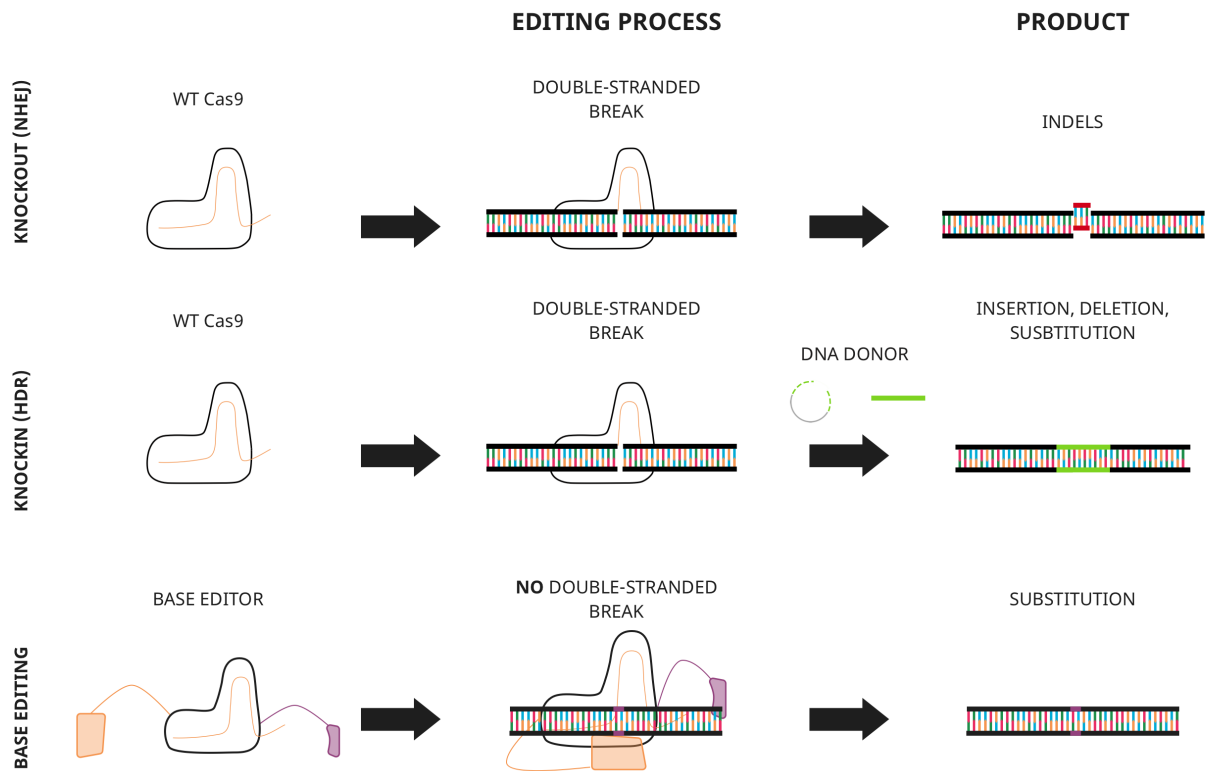 EDITING PROCESS
PRODUCT
KNOCKOUT (NHEJ)
WT Cas9
DOUBLE-STRANDED
BREAK
INDELS
KNOCKIN (HDR)
WT Cas9
DOUBLE-STRANDED
BREAK
DNA DONOR
INSERTION, DELETION,
SUSBTITUTION
BASE EDITING
BASE EDITOR
NO DOUBLE-STRANDED
BREAK
SUBSTITUTION